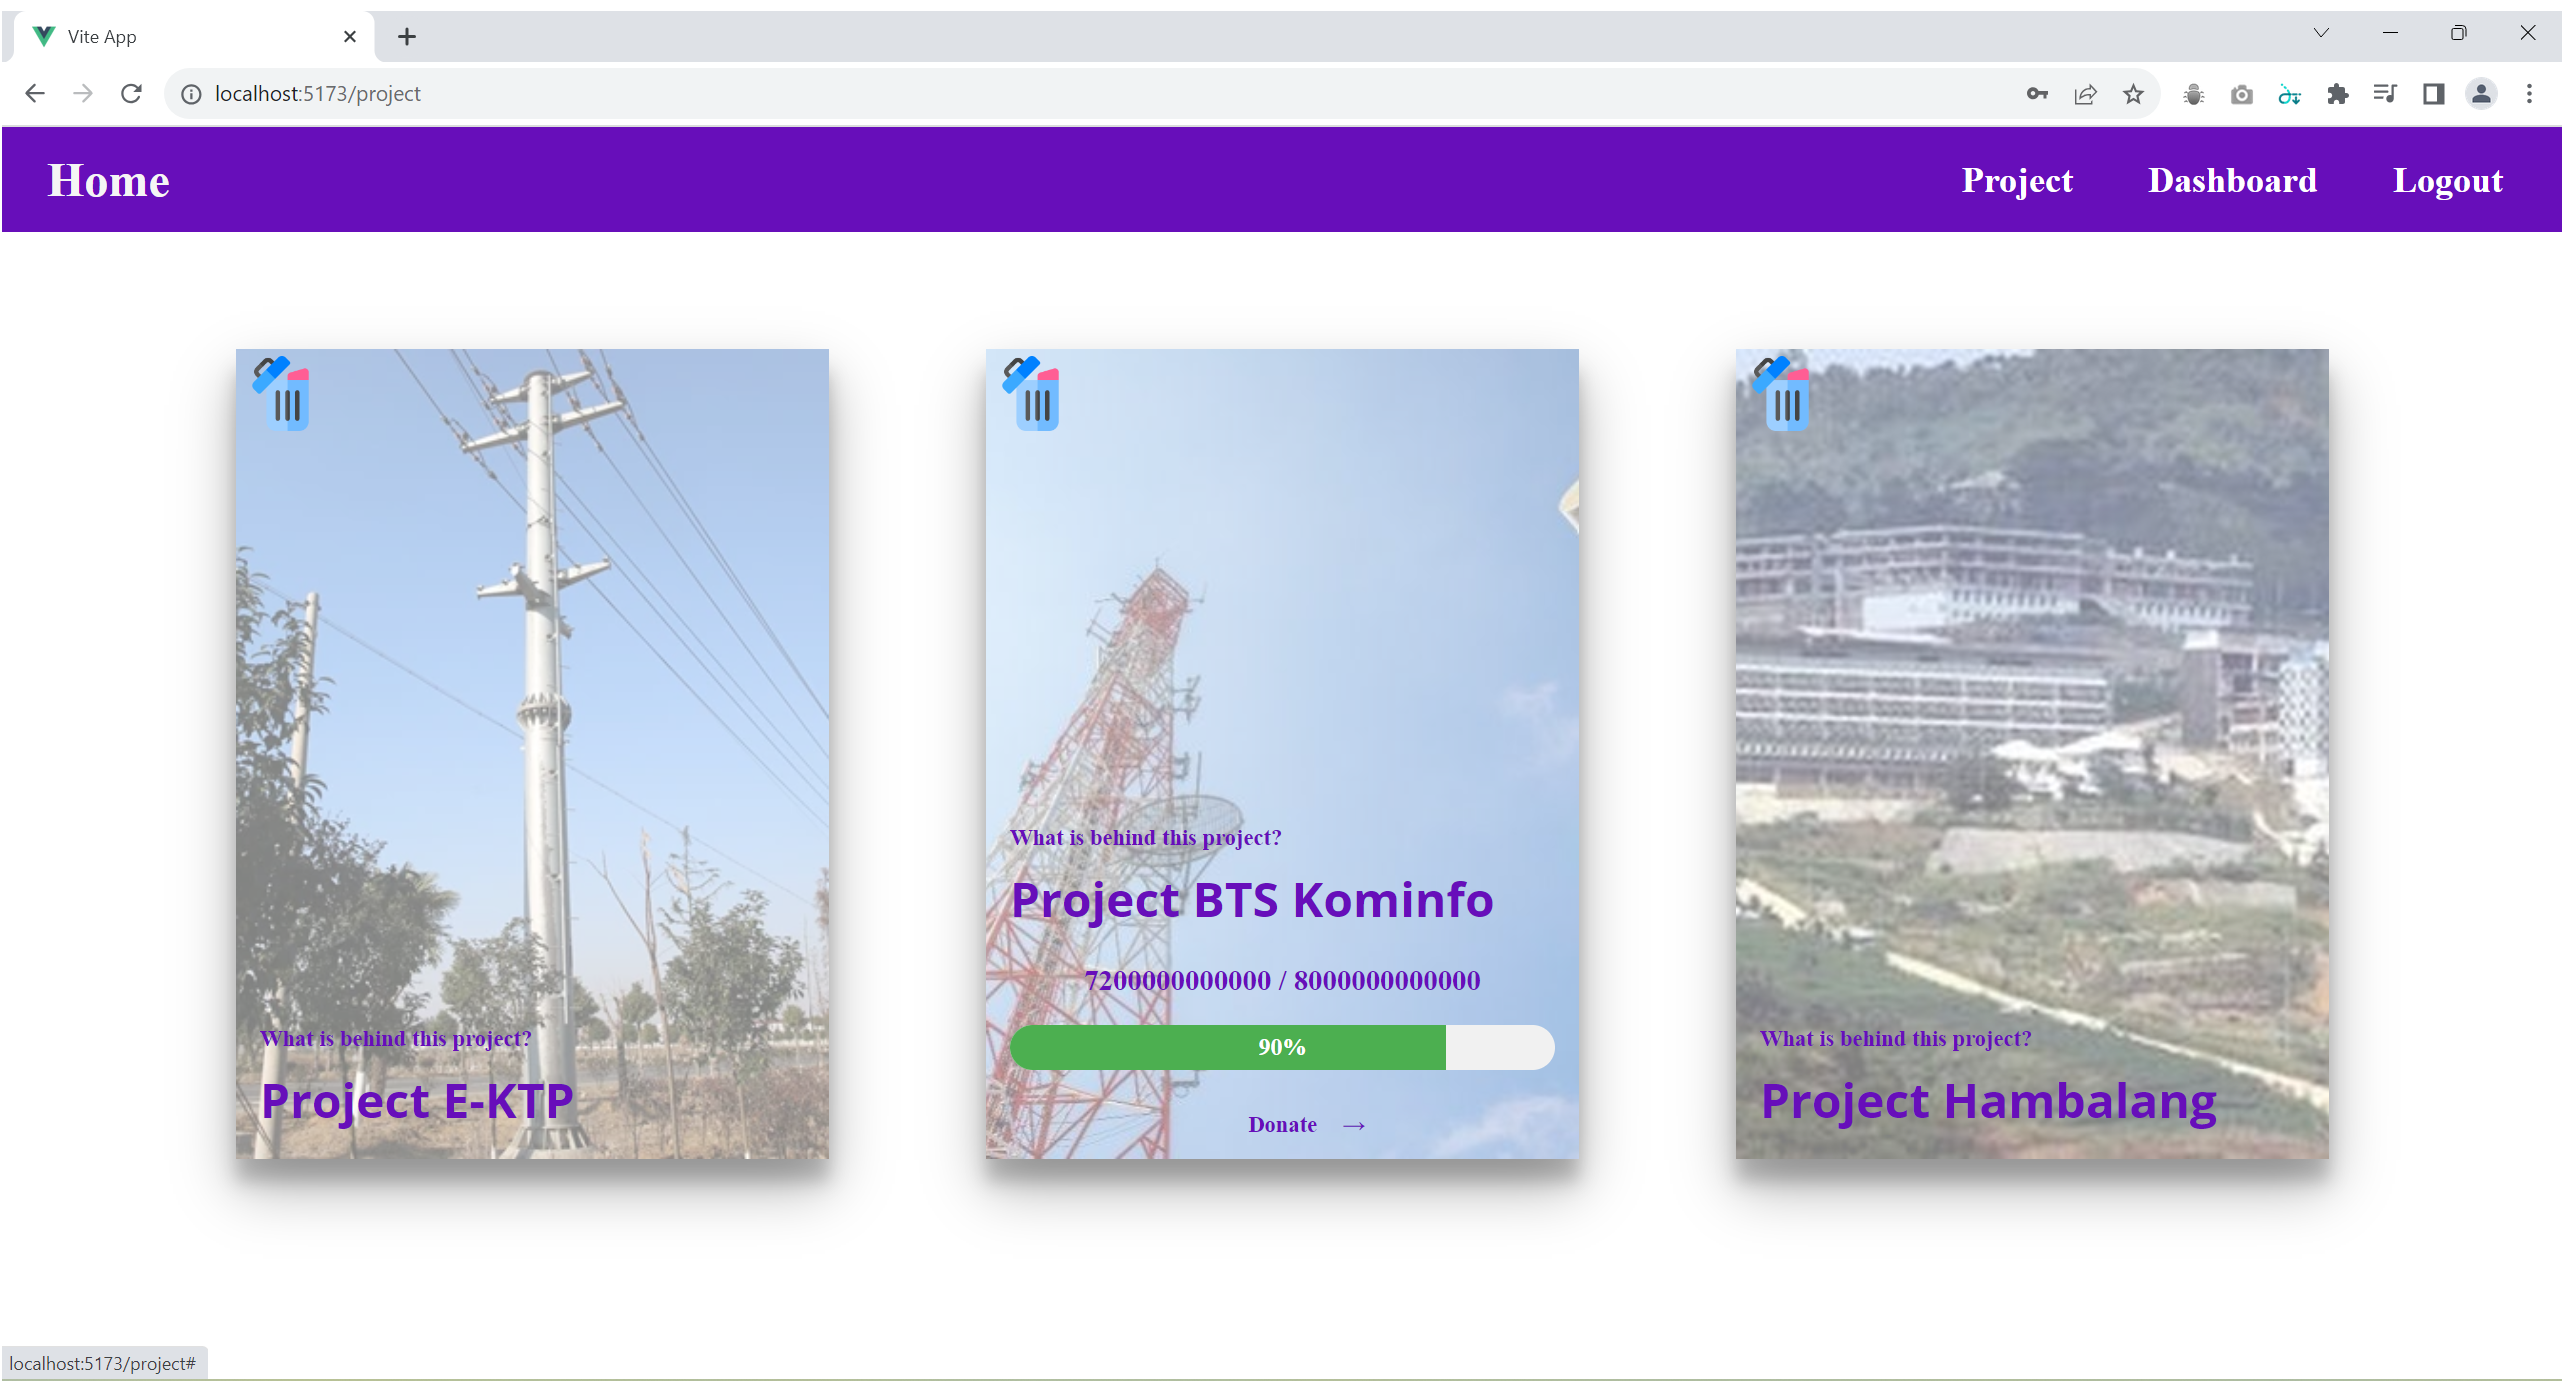 Vite App
localhost:5173/project
Home
Project
Dashboard
Logout
What is behind this project?
Project E-KTP
What is behind this project?
Project BTS Kominfo
7200000000000 / 8000000000000
90%
Donate →
What is behind this project?
Project Hambalang
localhost:5173/project#